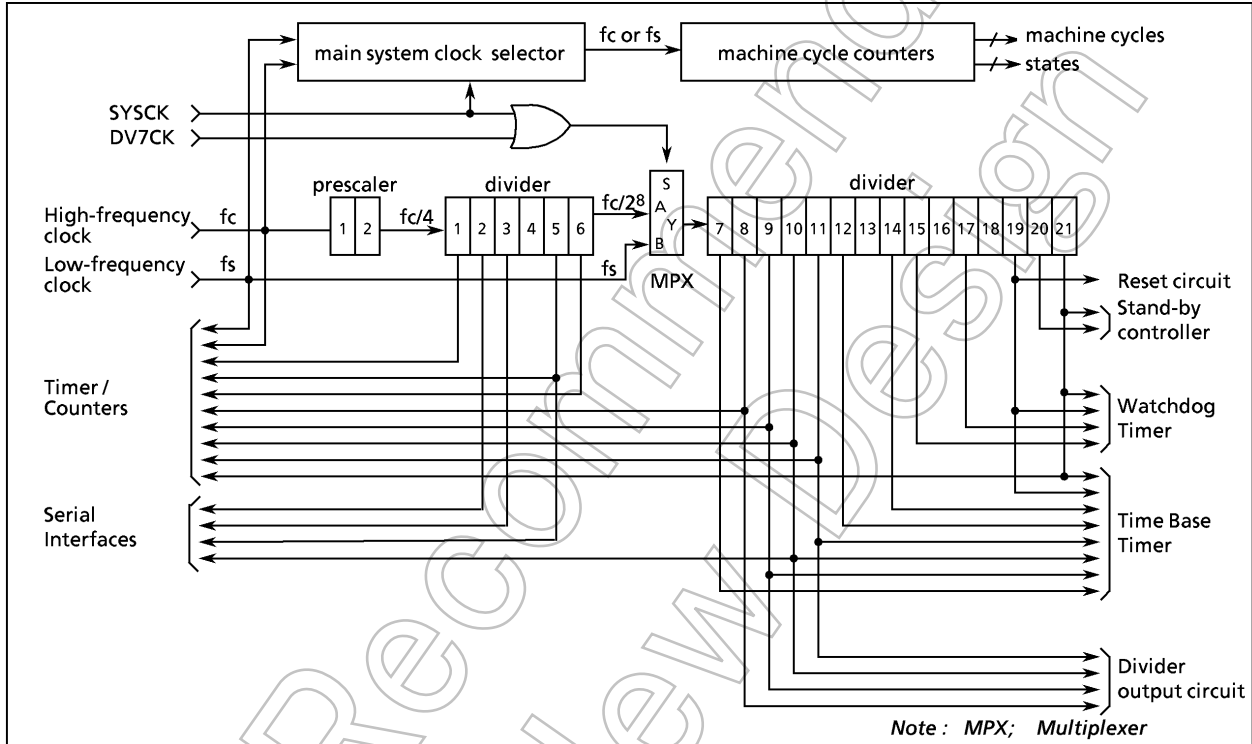 main system clock selector
fc or fs
machine cycle counters
machine cycles
states
SYSCK
DV7CK
prescaler
divider
fc/2⁸
S
A
Y
B
MPX
divider
High-frequency
clock
fc
1 2
fc/4
1 2 3 4 5 6
7 8 9 10 11 12 13 14 15 16 17 18 19 20 21
Low-frequency
clock
fs
fs
Reset circuit
Stand-by
controller
Timer /
Counters
Watchdog
Timer
Serial
Interfaces
Time Base
Timer
Divider
output circuit
Note : MPX; Multiplexer
Recommend
New Design